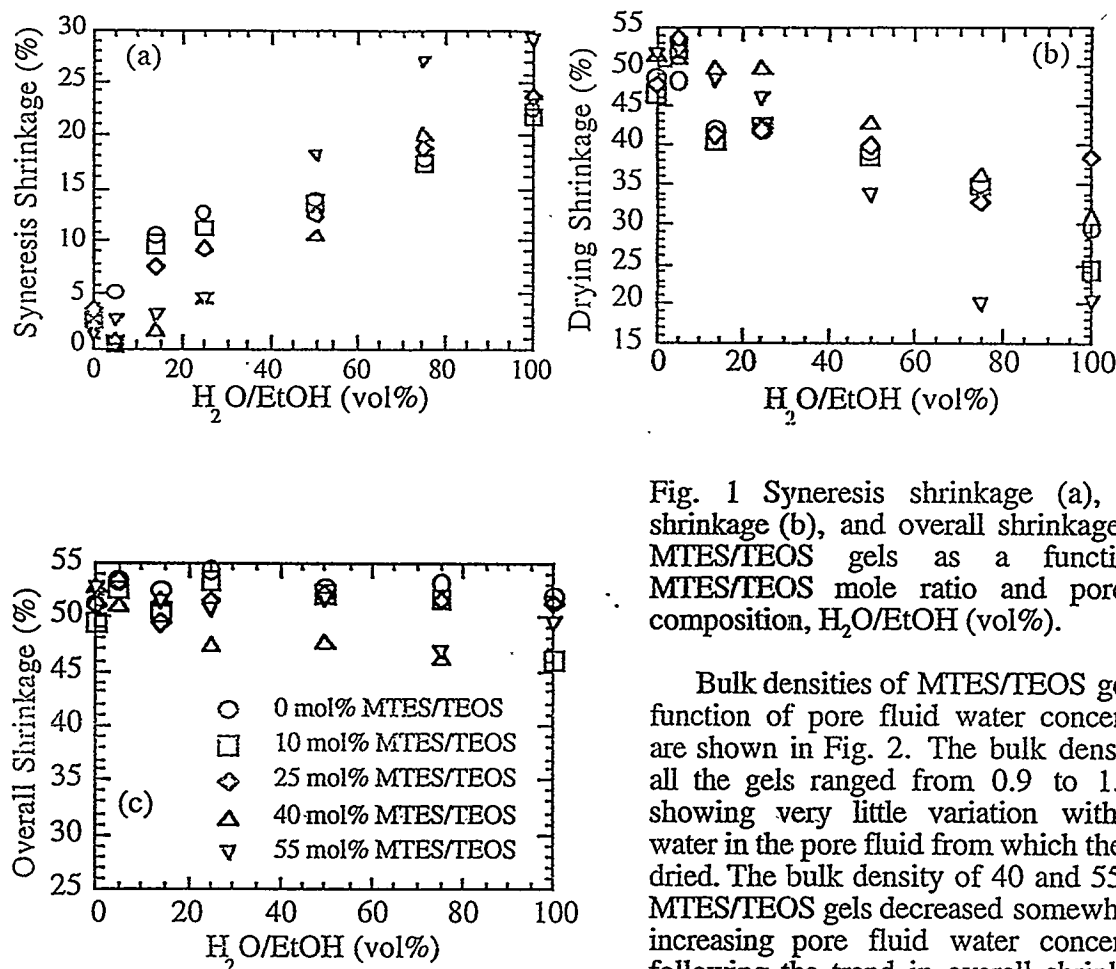 30
25
20
15
10
5
0
(a)
Syneresis Shrinkage (%)
0 20 40 60 80 100
H2O/EtOH (vol%)
55
50
45
40
35
30
25
20
15
(b)
Drying Shrinkage (%)
0 20 40 60 80 100
H2O/EtOH (vol%)
55
50
45
40
35
30
25
(c)
Overall Shrinkage (%)
0 mol% MTES/TEOS
10 mol% MTES/TEOS
25 mol% MTES/TEOS
40 mol% MTES/TEOS
55 mol% MTES/TEOS
0 20 40 60 80 100
H2O/EtOH (vol%)
Fig. 1 Syneresis shrinkage (a),
shrinkage (b), and overall shrinkage
MTES/TEOS gels as a functi
MTES/TEOS mole ratio and pore
composition, H2O/EtOH (vol%).
Bulk densities of MTES/TEOS ge
function of pore fluid water concer
are shown in Fig. 2. The bulk dens
all the gels ranged from 0.9 to 1.
showing very little variation with
water in the pore fluid from which the
dried. The bulk density of 40 and 55
MTES/TEOS gels decreased somewh
increasing pore fluid water concer
following the trend in overall shrin